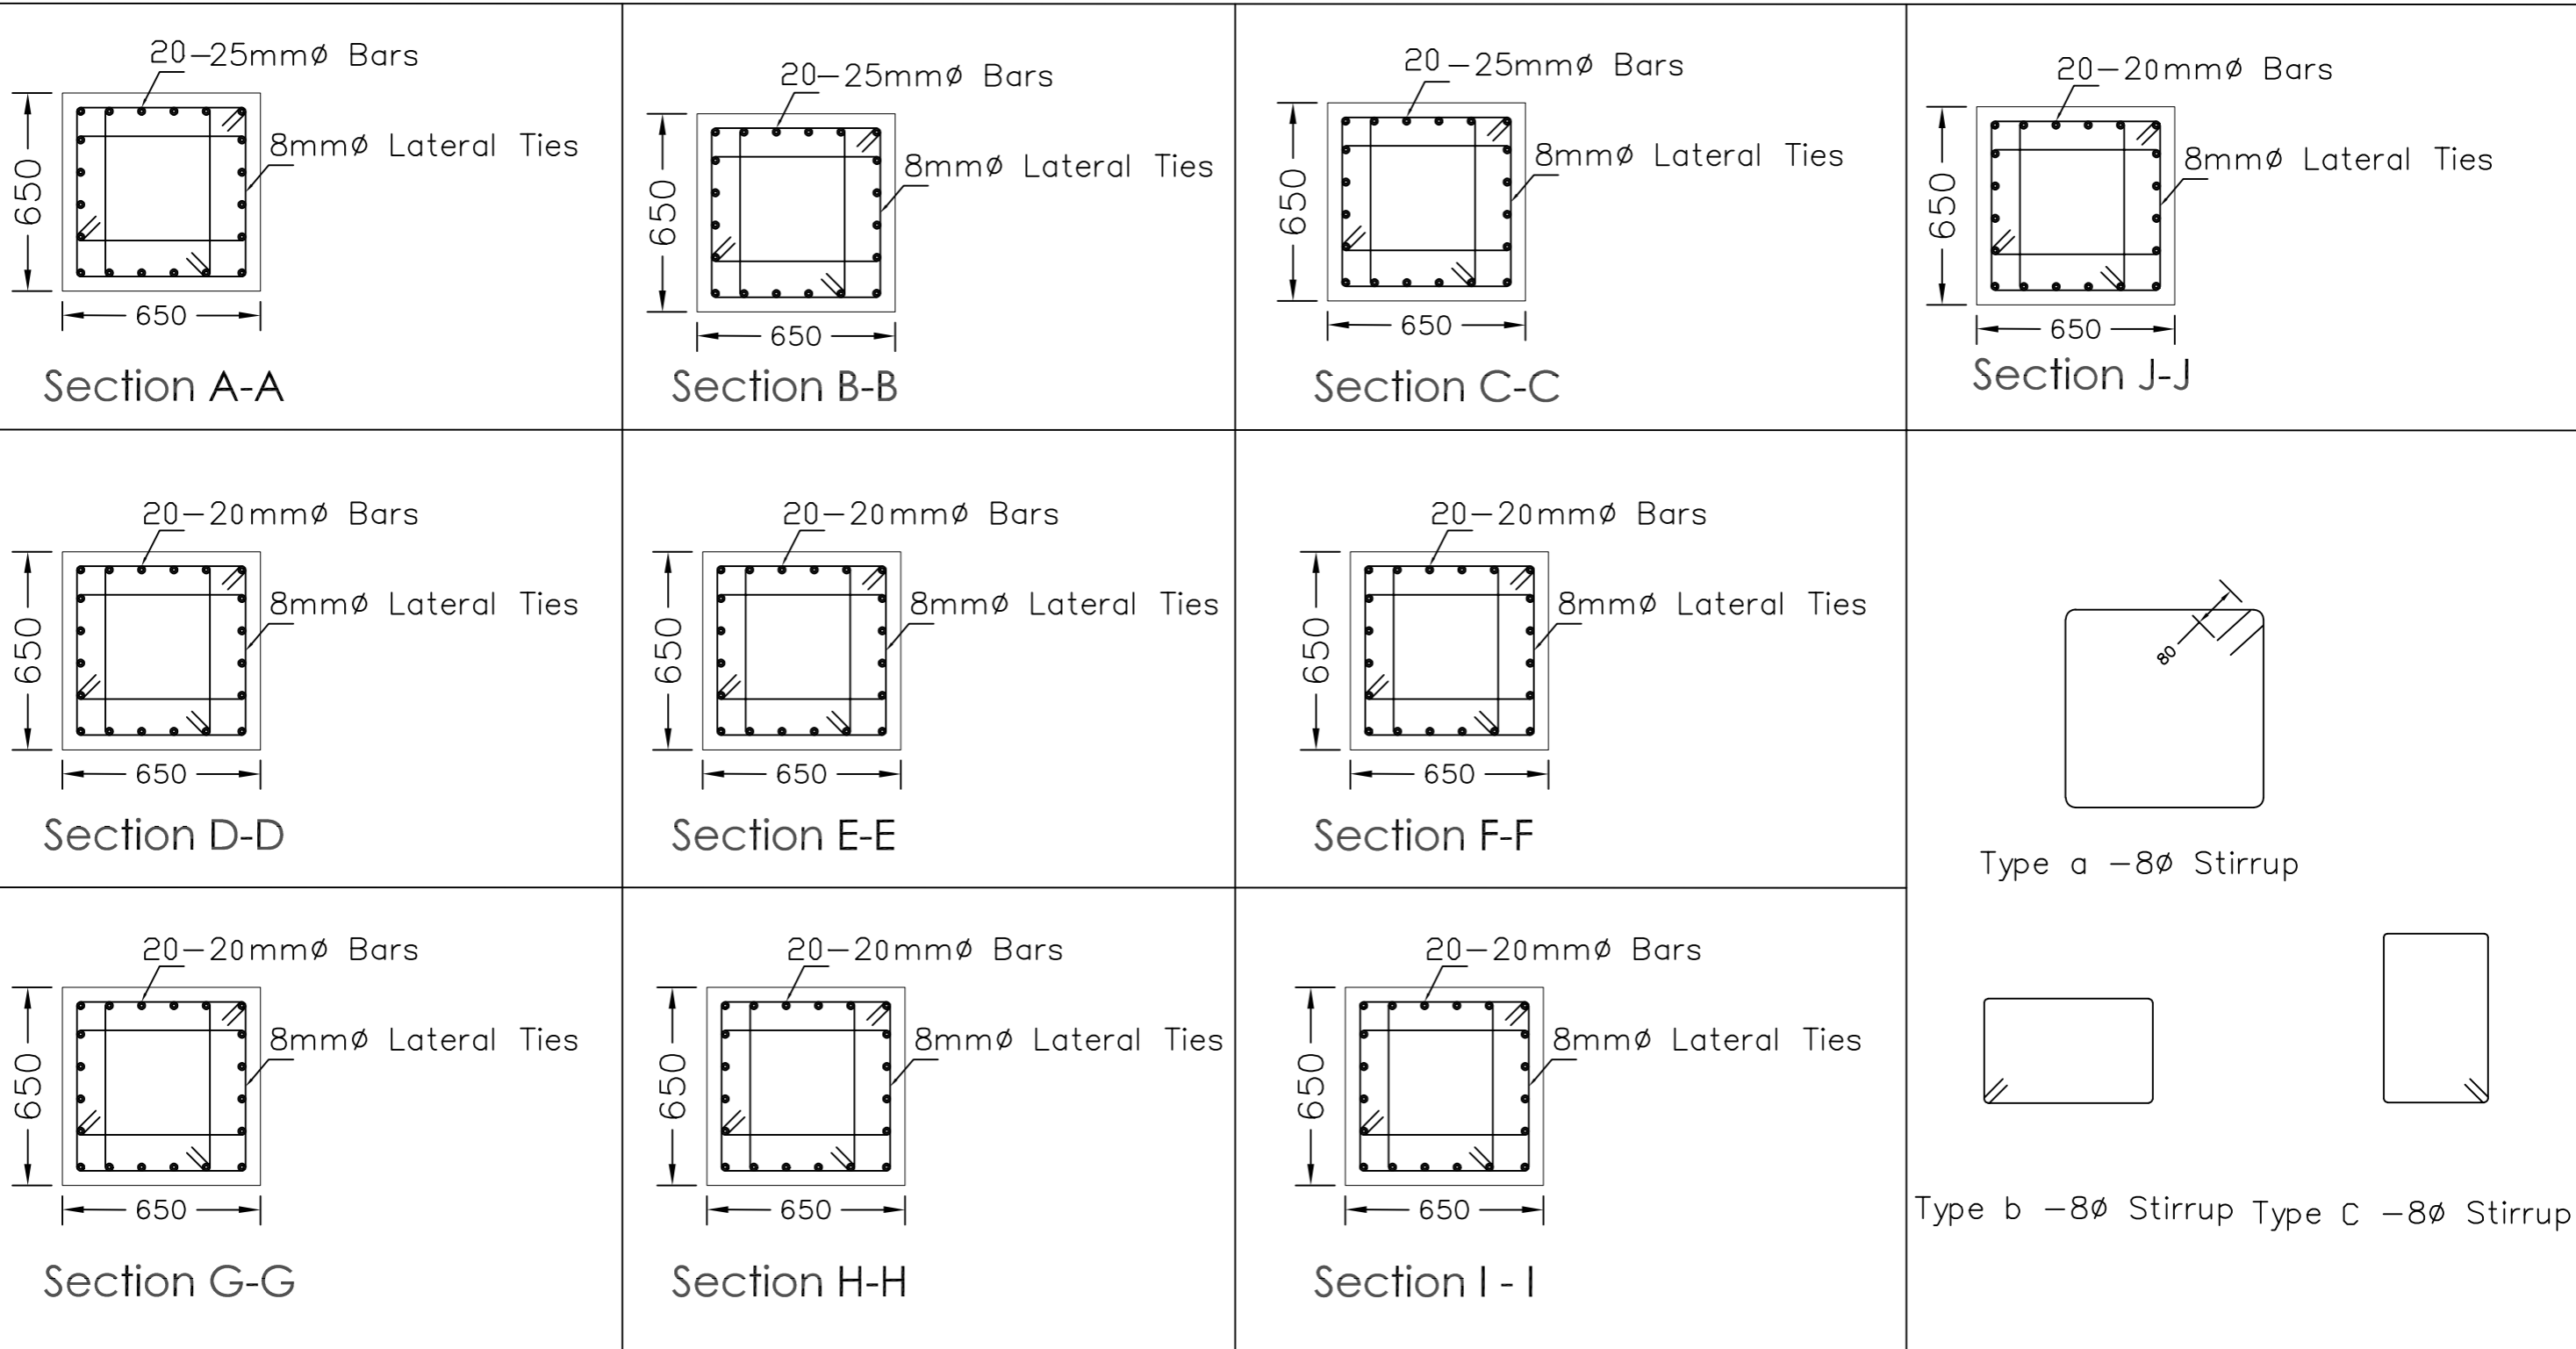 20-25mmø Bars
8mmø Lateral Ties
650
650
Section A-A
20-25mmø Bars
8mmø Lateral Ties
650
650
Section B-B
20-25mmø Bars
8mmø Lateral Ties
650
650
Section C-C
20-20mmø Bars
8mmø Lateral Ties
650
650
Section J-J
20-20mmø Bars
8mmø Lateral Ties
650
650
Section D-D
20-20mmø Bars
8mmø Lateral Ties
650
650
Section E-E
20-20mmø Bars
8mmø Lateral Ties
650
650
Section F-F
80
Type a -8ø Stirrup
20-20mmø Bars
8mmø Lateral Ties
650
650
Section G-G
20-20mmø Bars
8mmø Lateral Ties
650
650
Section H-H
20-20mmø Bars
8mmø Lateral Ties
650
650
Section I - I
Type b -8ø Stirrup
Type C -8ø Stirrup